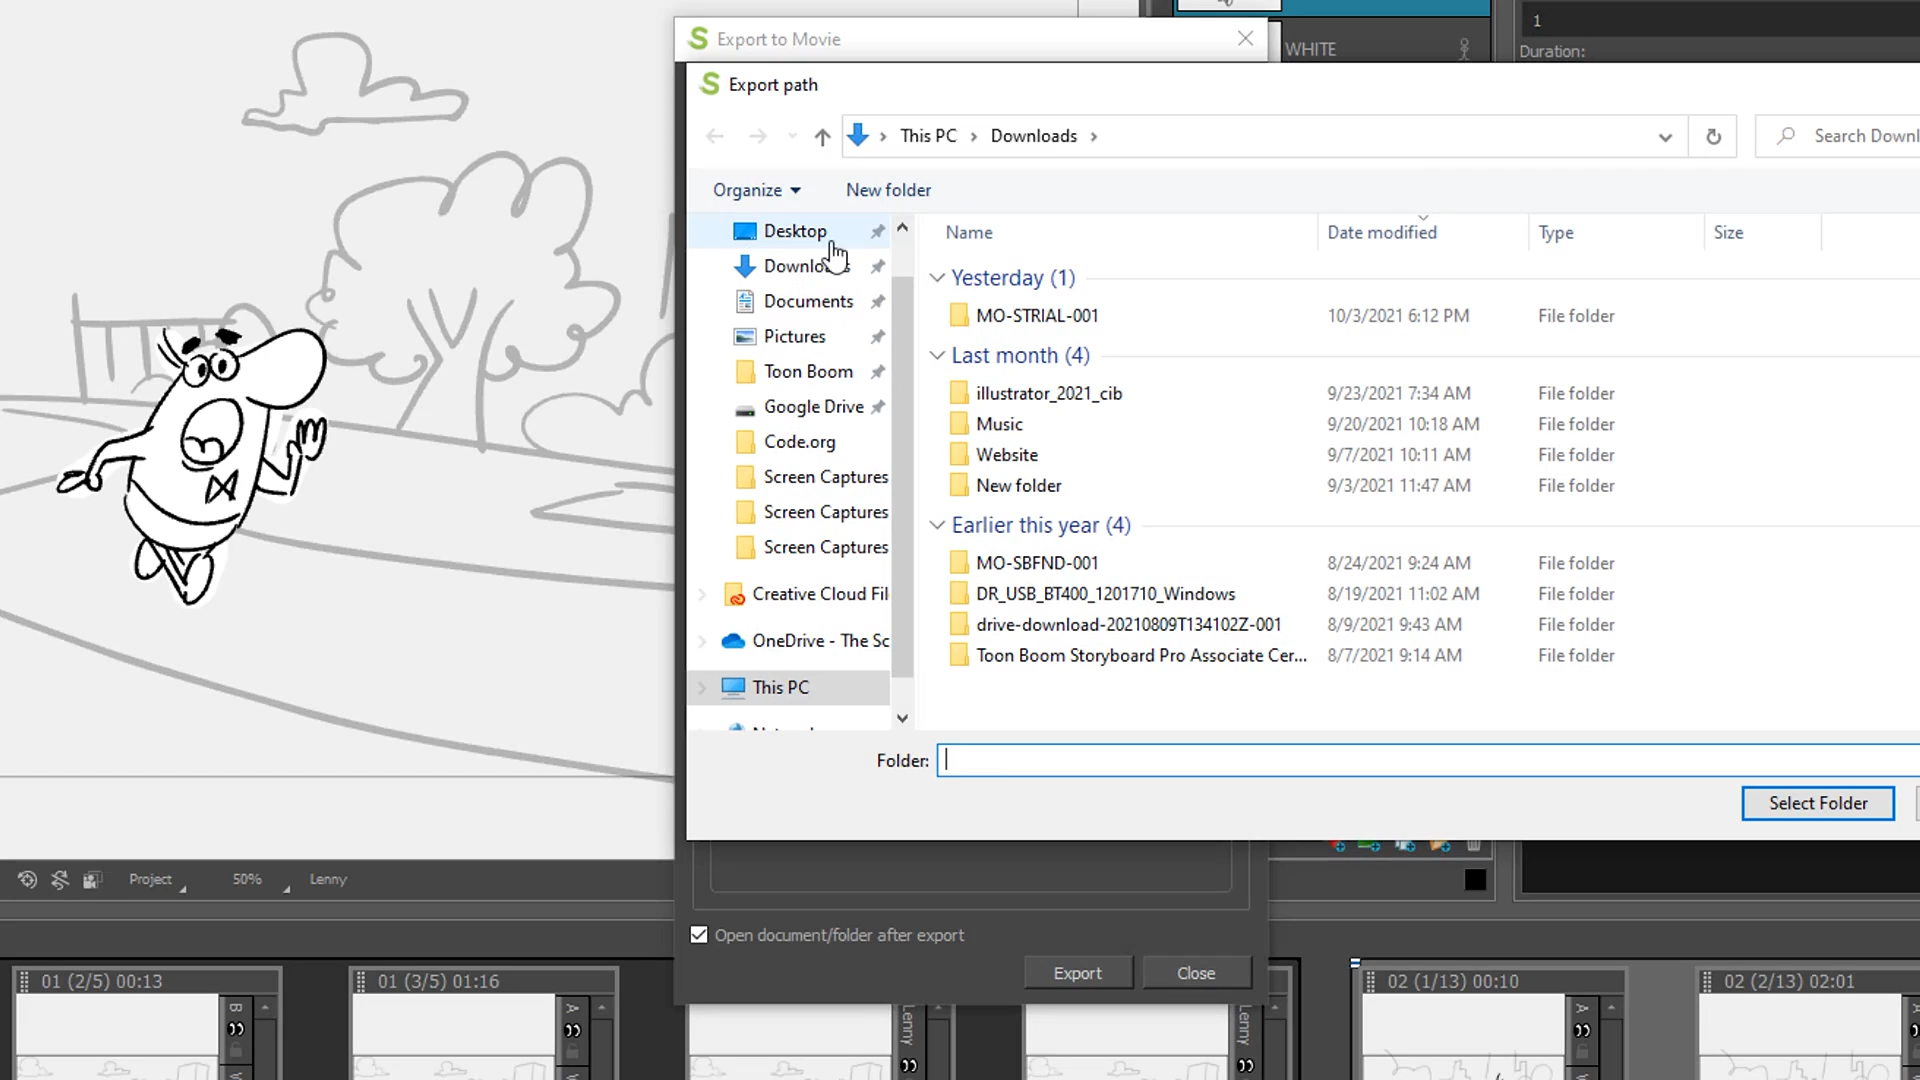 Export to Movie
WHITE
1
Duration:
Export path
This PC
Downloads
Search Downl
Organize
New folder
Name
Date modified
Type
Size
Desktop
Downloads
Documents
Pictures
Toon Boom
Google Drive
Code.org
Screen Captures
Screen Captures
Screen Captures
Creative Cloud Fil
OneDrive - The Sc
This PC
Yesterday (1)
MO-STRIAL-001 10/3/2021 6:12 PM File folder
Last month (4)
illustrator_2021_cib 9/23/2021 7:34 AM File folder
Music 9/20/2021 10:18 AM File folder
Website 9/7/2021 10:11 AM File folder
New folder 9/3/2021 11:47 AM File folder
Earlier this year (4)
MO-SBFND-001 8/24/2021 9:24 AM File folder
DR_USB_BT400_1201710_Windows 8/19/2021 11:02 AM File folder
drive-download-20210809T134102Z-001 8/9/2021 9:43 AM File folder
Toon Boom Storyboard Pro Associate Cer... 8/7/2021 9:14 AM File folder
Folder:
Select Folder
Project
50%
Lenny
Open document/folder after export
Export
Close
01 (2/5) 00:13
B
01 (3/5) 01:16
A
Lenny
Lenny
02 (1/13) 00:10
A
02 (2/13) 02:01